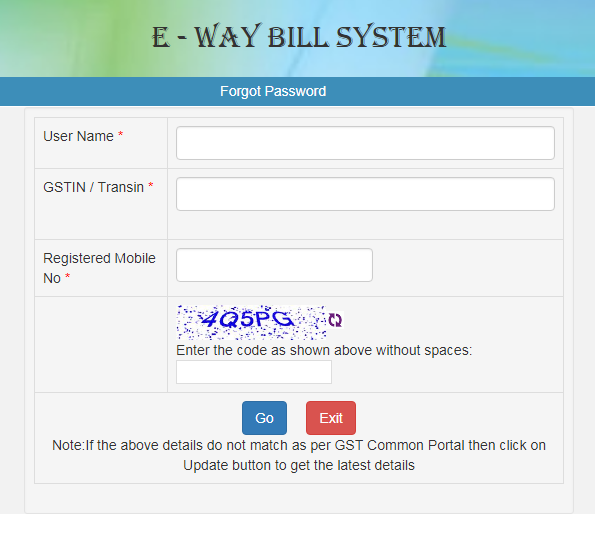 E - WAY BILL SYSTEM
Forgot Password
User Name *
GSTIN / Transin *
Registered Mobile
No *
4Q5PG
Enter the code as shown above without spaces:
Go Exit
Note:If the above details do not match as per GST Common Portal then click on
Update button to get the latest details